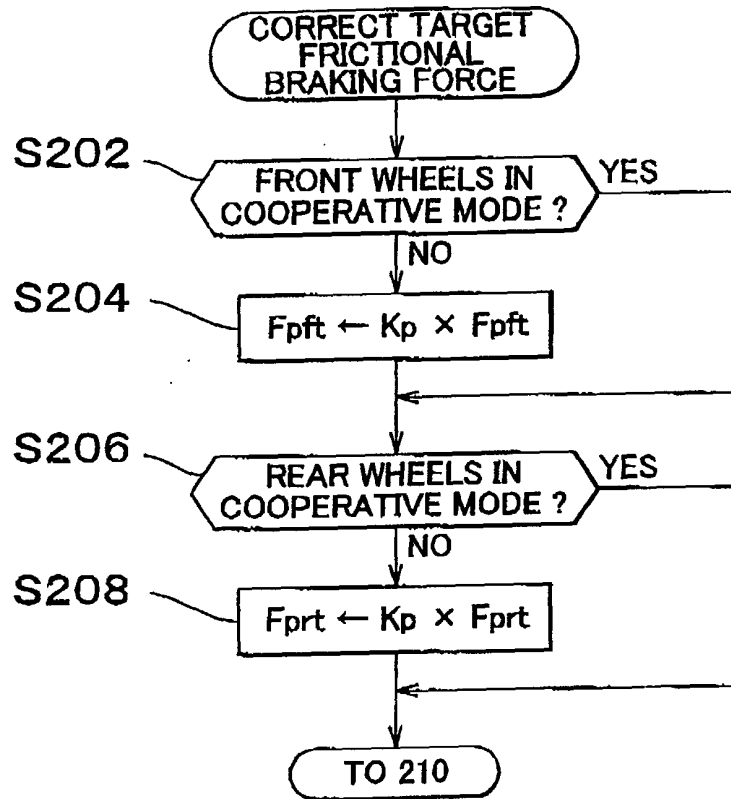 CORRECT TARGET
FRICTIONAL
BRAKING FORCE
S202
FRONT WHEELS IN
COOPERATIVE MODE ?
YES
NO
S204
Fpft ← Kp × Fpft
S206
REAR WHEELS IN
COOPERATIVE MODE ?
YES
NO
S208
Fprt ← Kp × Fprt
TO 210